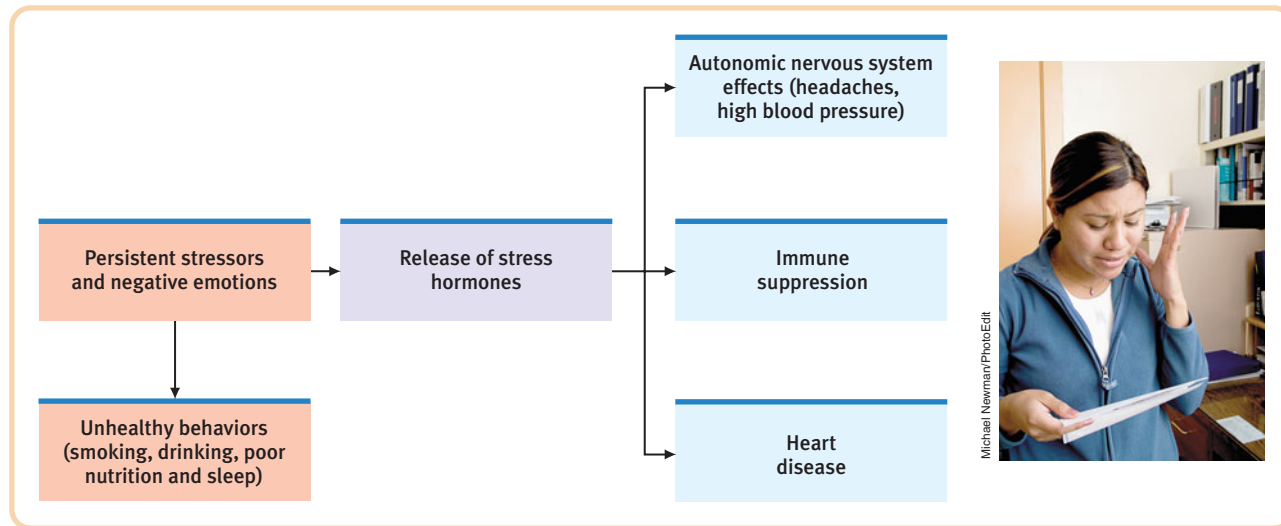 Persistent stressors
and negative emotions
Unhealthy behaviors
(smoking, drinking, poor
nutrition and sleep)
Release of stress
hormones
Autonomic nervous system
effects (headaches,
high blood pressure)
Immune
suppression
Heart
disease
Michael Newman/PhotoEdit